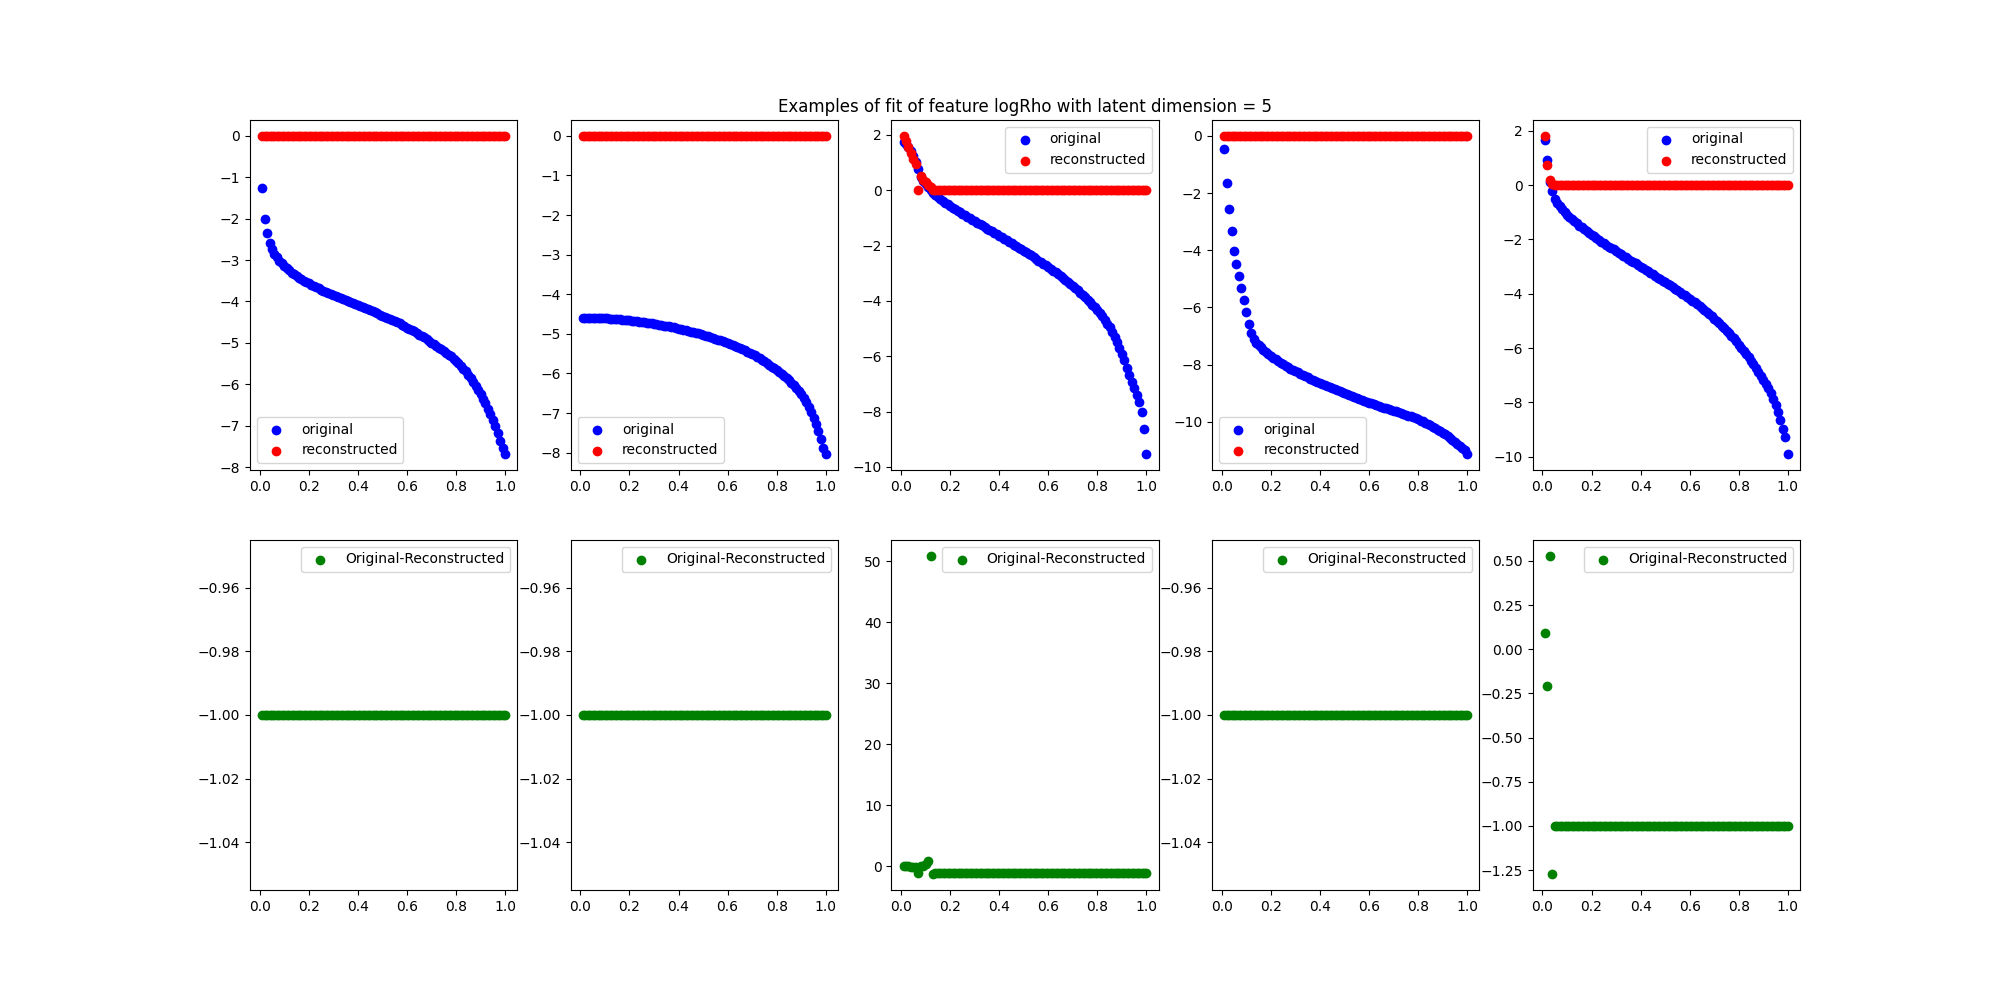 Examples of fit of feature logRho with latent dimension = 5
0
−1
−2
−3
−4
−5
−6
−7
−8
0.0 0.2 0.4 0.6 0.8 1.0
original
reconstructed
0
−1
−2
−3
−4
−5
−6
−7
−8
0.0 0.2 0.4 0.6 0.8 1.0
original
reconstructed
2
0
−2
−4
−6
−8
−10
0.0 0.2 0.4 0.6 0.8 1.0
original
reconstructed
0
−2
−4
−6
−8
−10
0.0 0.2 0.4 0.6 0.8 1.0
original
reconstructed
2
0
−2
−4
−6
−8
−10
0.0 0.2 0.4 0.6 0.8 1.0
original
reconstructed
−0.96
−0.98
−1.00
−1.02
−1.04
0.0 0.2 0.4 0.6 0.8 1.0
Original-Reconstructed
−0.96
−0.98
−1.00
−1.02
−1.04
0.0 0.2 0.4 0.6 0.8 1.0
Original-Reconstructed
50
40
30
20
10
0
0.0 0.2 0.4 0.6 0.8 1.0
Original-Reconstructed
−0.96
−0.98
−1.00
−1.02
−1.04
0.0 0.2 0.4 0.6 0.8 1.0
Original-Reconstructed
0.50
0.25
0.00
−0.25
−0.50
−0.75
−1.00
−1.25
0.0 0.2 0.4 0.6 0.8 1.0
Original-Reconstructed